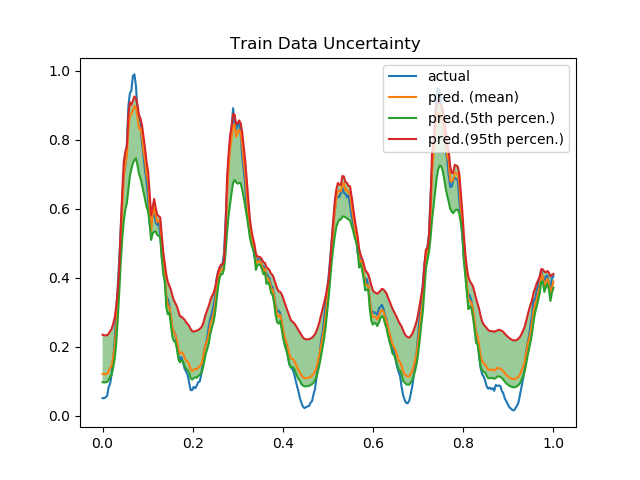 Train Data Uncertainty
actual
pred. (mean)
pred.(5th percen.)
pred.(95th percen.)
1.0
0.8
0.6
0.4
0.2
0.0
0.0 0.2 0.4 0.6 0.8 1.0